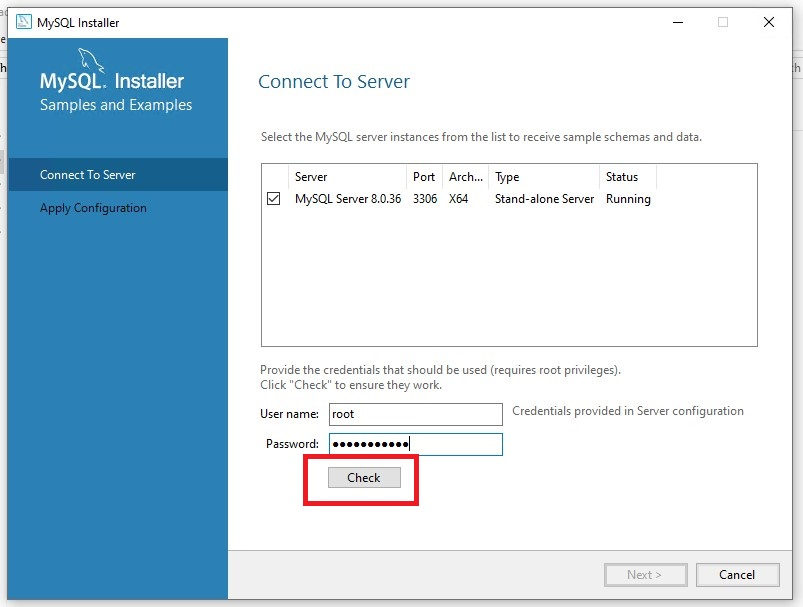 MySQL Installer
MySQL. Installer
Samples and Examples
Connect To Server
Apply Configuration
Connect To Server
Select the MySQL server instances from the list to receive sample schemas and data.
Server Port Arch... Type Status
MySQL Server 8.0.36 3306 X64 Stand-alone Server Running
Provide the credentials that should be used (requires root privileges).
Click "Check" to ensure they work.
User name: root Credentials provided in Server configuration
Password: ●●●●●●●●●●●
Check
Next > Cancel